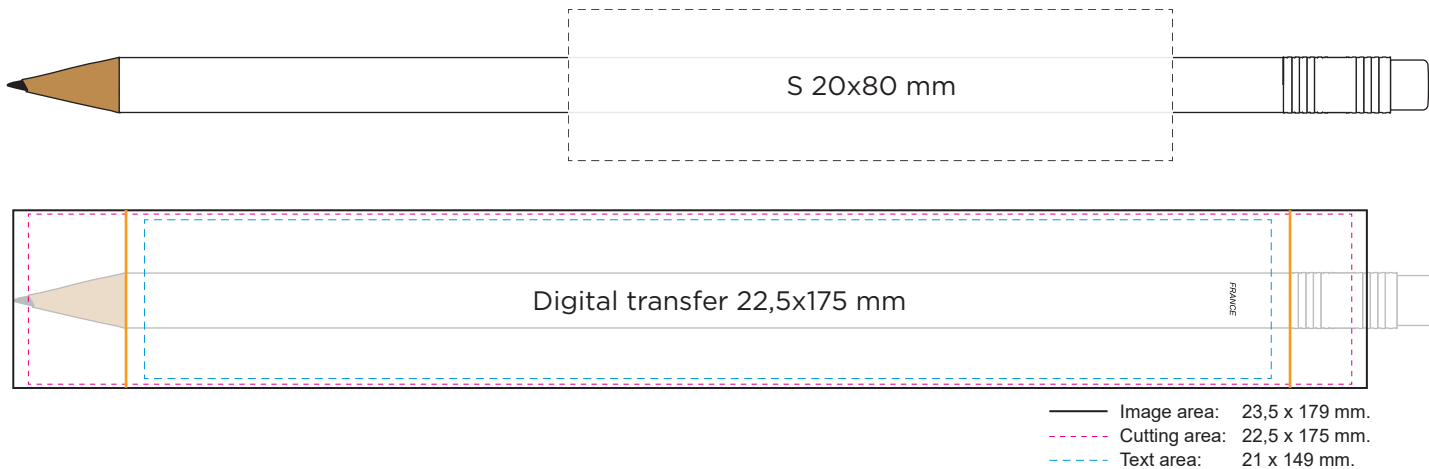 S 20x80 mm
Digital transfer 22,5x175 mm
FRANCE
Image area: 23,5 x 179 mm.
Cutting area: 22,5 x 175 mm.
Text area: 21 x 149 mm.